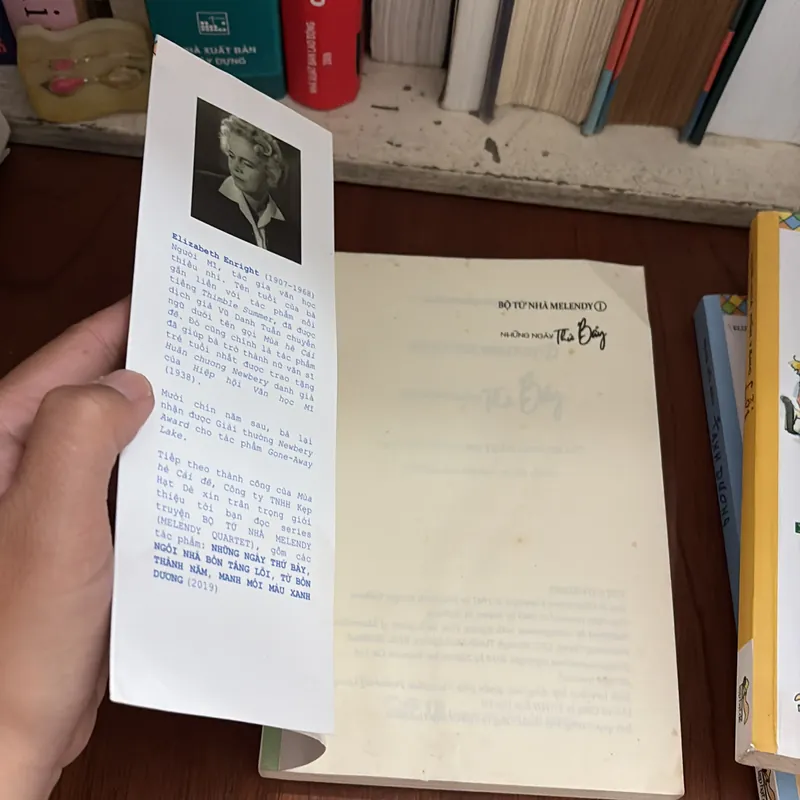 NHÀ XUẤT BẢN
XÂY DỰNG
Elizabeth Enright (1907-1968)
Người Mĩ, tác giả văn học
thiếu nhi. Tên tuổi của bà
gắn liền với tác phẩm nổi
tiếng Thimble Summer, đã được
dịch giả Vũ Danh Tuấn chuyển
ngữ dưới tên gọi Mùa hè Cái
đê. Đó cũng chính là tác phẩm
đã giúp bà trở thành nữ văn sĩ
trẻ tuổi nhất được trao tặng
Huân chương Newbery danh giá
của Hiệp hội Văn học Mĩ
(1938).
Mười chín năm sau, bà lại
nhận được Giải thưởng Newbery
Award cho tác phẩm Gone-Away
Lake.
Tiếp theo thành công của Mùa
hè Cái đê, Công ty TNHH Kẹp
Hạt Dẻ xin trân trọng giới
thiệu tới bạn đọc series
truyện BỘ TỨ NHÀ MELENDY
(MELENDY QUARTET), gồm các
tác phẩm: NHỮNG NGÀY THỨ BẢY,
NGÔI NHÀ BỐN TẦNG LỒI, TỪ BỐN
THÀNH NĂM, MANH MỐI MÀU XANH
DƯƠNG (2019)
BỘ TỨ NHÀ MELENDY 1
NHỮNG NGÀY Thứ Bảy